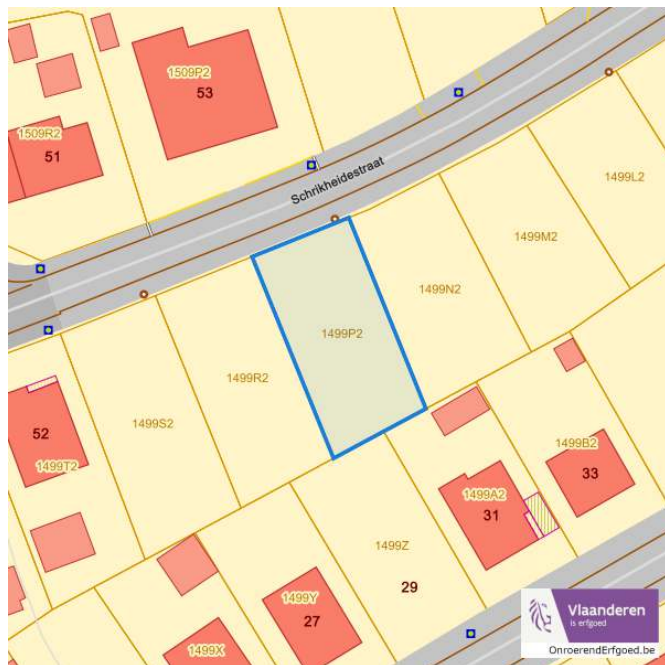 1509P2
53
1509R2
51
Schrikheidestraat
1499L2
1499M2
1499N2
1499P2
1499R2
1499S2
52
1499T2
1499B2
33
1499A2
31
1499Z
29
1499Y
27
1499X
Vlaanderen
is erfgoed
OnroerendErfgoed.be